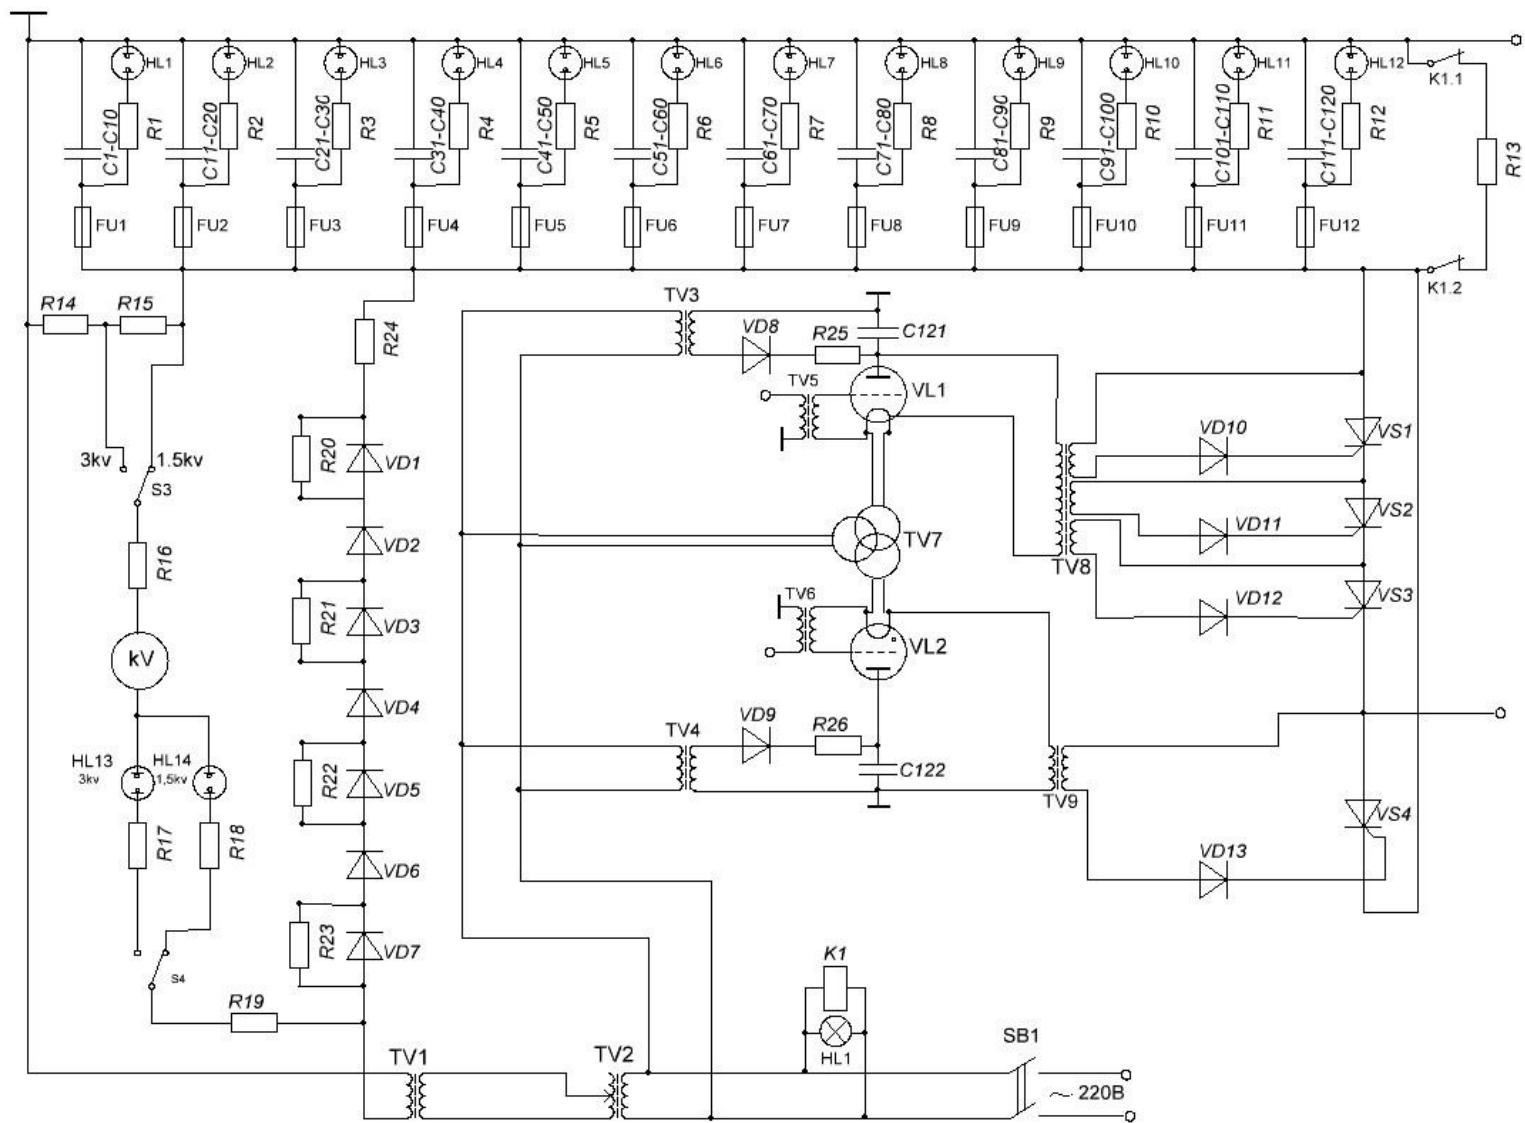 HL1 HL2 HL3 HL4 HL5 HL6 HL7 HL8 HL9 HL10 HL11 HL12
K1.1
C1-C10 R1 C11-C20 R2 C21-C30 R3 C31-C40 R4 C41-C50 R5 C51-C60 R6 C61-C70 R7 C71-C80 R8 C81-C90 R9 C91-C100 R10 C101-C110 R11 C111-C120 R12 R13
FU1 FU2 FU3 FU4 FU5 FU6 FU7 FU8 FU9 FU10 FU11 FU12
K1.2
R14 R15 TV3
R24 VD8 R25 C121
TV5 VL1
VD10 VS1
3kv 1.5kv R20 VD1
S3
VD11 VS2
R16 VD2 TV7 TV8
TV6 VD12 VS3
R21 VD3
kV VL2
VD4
TV4 VD9 R26
HL13 HL14 C122
3kv 1,5kv R22 VD5 TV9
VS4
R17 R18 VD13
VD6
R23 VD7 K1
S4
R19
SB1
TV1 TV2 HL1
~ 220В